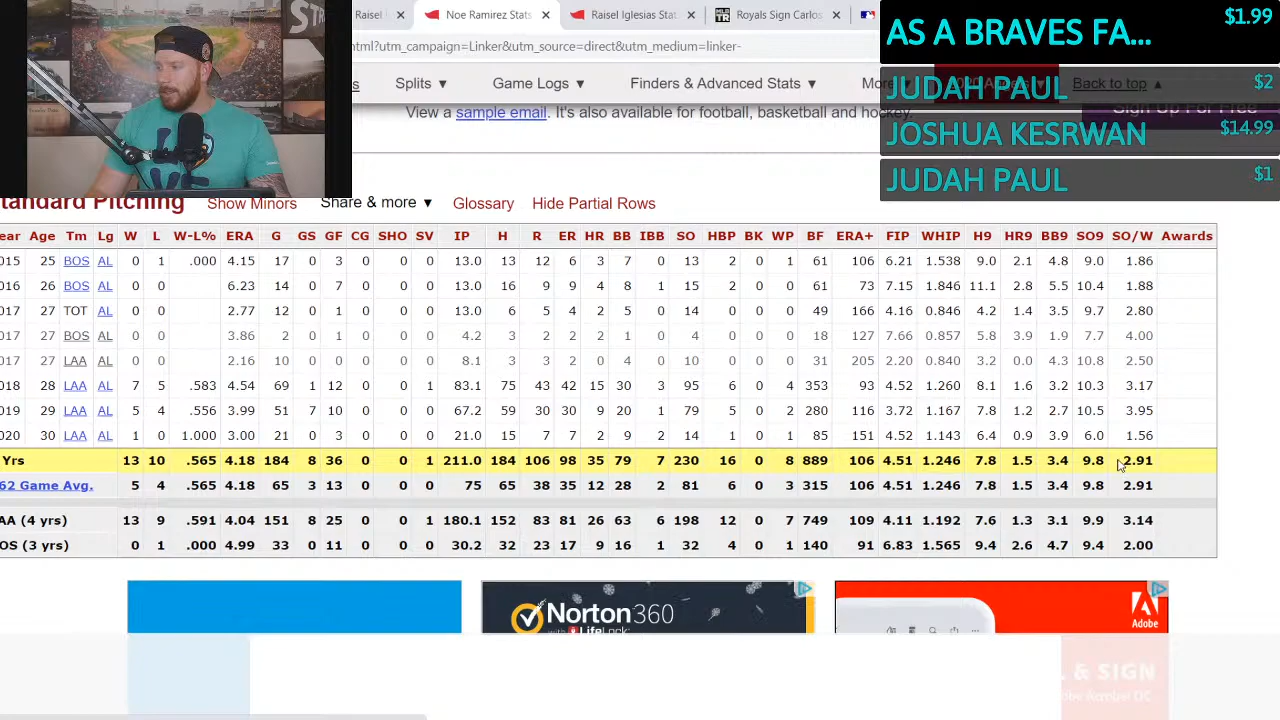 Raisel
Noe Ramirez Stats
Raisel Iglesias Stat
Royals Sign Carlos
html?utm_campaign=Linker&utm_source=direct&utm_medium=linker-
Splits ▼ Game Logs ▼ Finders & Advanced Stats ▼ Back to top ▲
View a sample email. It's also available for football, basketball and hockey.
Sign Up For Free
AS A BRAVES FA... $1.99
JUDAH PAUL $2
JOSHUA KESRWAN $14.99
JUDAH PAUL $1
tandard Pitching Show Minors Share & more ▼ Glossary Hide Partial Rows
ear Age Tm Lg W L W-L% ERA G GS GF CG SHO SV IP H R ER HR BB IBB SO HBP BK WP BF ERA+ FIP WHIP H9 HR9 BB9 SO9 SO/W Awards
015 25 BOS AL 0 1 .000 4.15 17 0 3 0 0 0 13.0 13 12 6 3 7 0 13 2 0 1 61 106 6.21 1.538 9.0 2.1 4.8 9.0 1.86
016 26 BOS AL 0 0 6.23 14 0 7 0 0 0 13.0 16 9 9 4 8 1 15 2 0 0 61 73 7.15 1.846 11.1 2.8 5.5 10.4 1.88
017 27 TOT AL 0 0 2.77 12 0 1 0 0 0 13.0 6 5 4 2 5 0 14 0 0 0 49 166 4.16 0.846 4.2 1.4 3.5 9.7 2.80
017 27 BOS AL 0 0 3.86 2 0 1 0 0 0 4.2 3 2 2 2 1 0 4 0 0 0 18 127 7.66 0.857 5.8 3.9 1.9 7.7 4.00
017 27 LAA AL 0 0 2.16 10 0 0 0 0 0 8.1 3 3 2 0 4 0 10 0 0 0 31 205 2.20 0.840 3.2 0.0 4.3 10.8 2.50
018 28 LAA AL 7 5 .583 4.54 69 1 12 0 0 1 83.1 75 43 42 15 30 3 95 6 0 4 353 93 4.52 1.260 8.1 1.6 3.2 10.3 3.17
019 29 LAA AL 5 4 .556 3.99 51 7 10 0 0 0 67.2 59 30 30 9 20 1 79 5 0 2 280 116 3.72 1.167 7.8 1.2 2.7 10.5 3.95
020 30 LAA AL 1 0 1.000 3.00 21 0 3 0 0 0 21.0 15 7 7 2 9 2 14 1 0 1 85 151 4.52 1.143 6.4 0.9 3.9 6.0 1.56
Yrs 13 10 .565 4.18 184 8 36 0 0 1 211.0 184 106 98 35 79 7 230 16 0 8 889 106 4.51 1.246 7.8 1.5 3.4 9.8 2.91
62 Game Avg. 5 4 .565 4.18 65 3 13 0 0 0 75 65 38 35 12 28 2 81 6 0 3 315 106 4.51 1.246 7.8 1.5 3.4 9.8 2.91
AA (4 yrs) 13 9 .591 4.04 151 8 25 0 0 1 180.1 152 83 81 26 63 6 198 12 0 7 749 109 4.11 1.192 7.6 1.3 3.1 9.9 3.14
OS (3 yrs) 0 1 .000 4.99 33 0 11 0 0 0 30.2 32 23 17 9 16 1 32 4 0 1 140 91 6.83 1.565 9.4 2.6 4.7 9.4 2.00
Norton360
with LifeLock
Adobe
L & SIGN
obe Acrobat DC